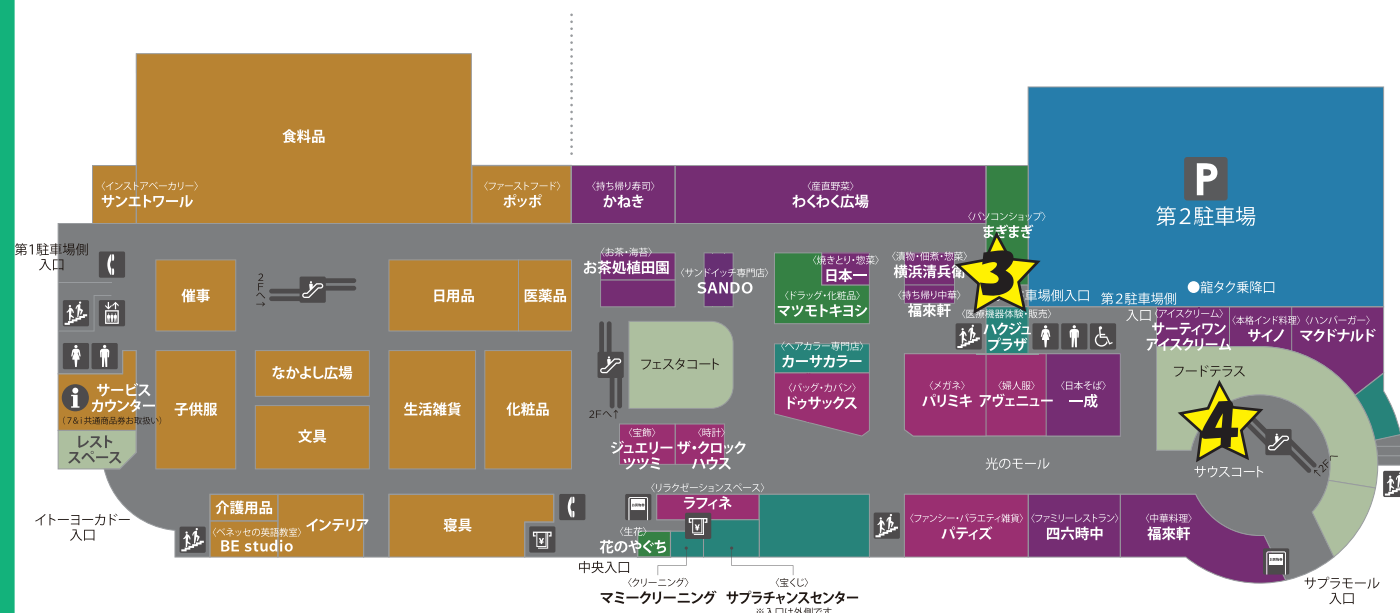 食料品
〈インストアベーカリー〉
サンエトワール
〈ファーストフード〉
ポッポ
〈持ち帰り寿司〉
かねき
〈産直野菜〉
わくわく広場
〈パソコンショップ〉
まぎまぎ
P
第2駐車場
●龍タク乗降口
第1駐車場側
入口
催事
2Fへ→
日用品
医薬品
〈お茶・海苔〉
お茶処植田園
〈サンドイッチ専門店〉
SANDO
〈焼きとり・惣菜〉
日本一
〈ドラッグ・化粧品〉
マツモトキヨシ
〈漬物・佃煮・惣菜〉
横浜清兵衛
〈持ち帰り中華〉
福来軒
3
車場側入口
第2駐車場側
入口
〈医療機器体験・販売〉
ハクジュ
プラザ
〈アイスクリーム〉
サーティワン
アイスクリーム
〈本格インド料理〉
サイノ
〈ハンバーガー〉
マクドナルド
i
サービス
カウンター
(7&i共通商品券お取扱い)
レスト
スペース
子供服
なかよし広場
文具
生活雑貨
化粧品
フェスタコート
2Fへ↑
〈ヘアカラー専門店〉
カーサカラー
〈バッグ・カバン〉
ドゥサックス
〈メガネ〉
パリミキ
〈婦人服〉
アヴェニュー
〈日本そば〉
一成
フードテラス
4
サウスコート
↑2Fへ
〈宝飾〉
ジュエリー
ツツミ
〈時計〉
ザ・クロック
ハウス
光のモール
イトーヨーカドー
入口
介護用品
〈ベネッセの英語教室〉
BE studio
インテリア
寝具
〈リラクゼーションスペース〉
ラフィネ
〈生花〉
花のやぐち
中央入口
〈クリーニング〉
マミークリーニング
〈宝くじ〉
サプラチャンスセンター
※入口は外側です
〈ファンシー・バラエティ雑貨〉
パティズ
〈ファミリーレストラン〉
四六時中
〈中華料理〉
福來軒
サプラモール
入口